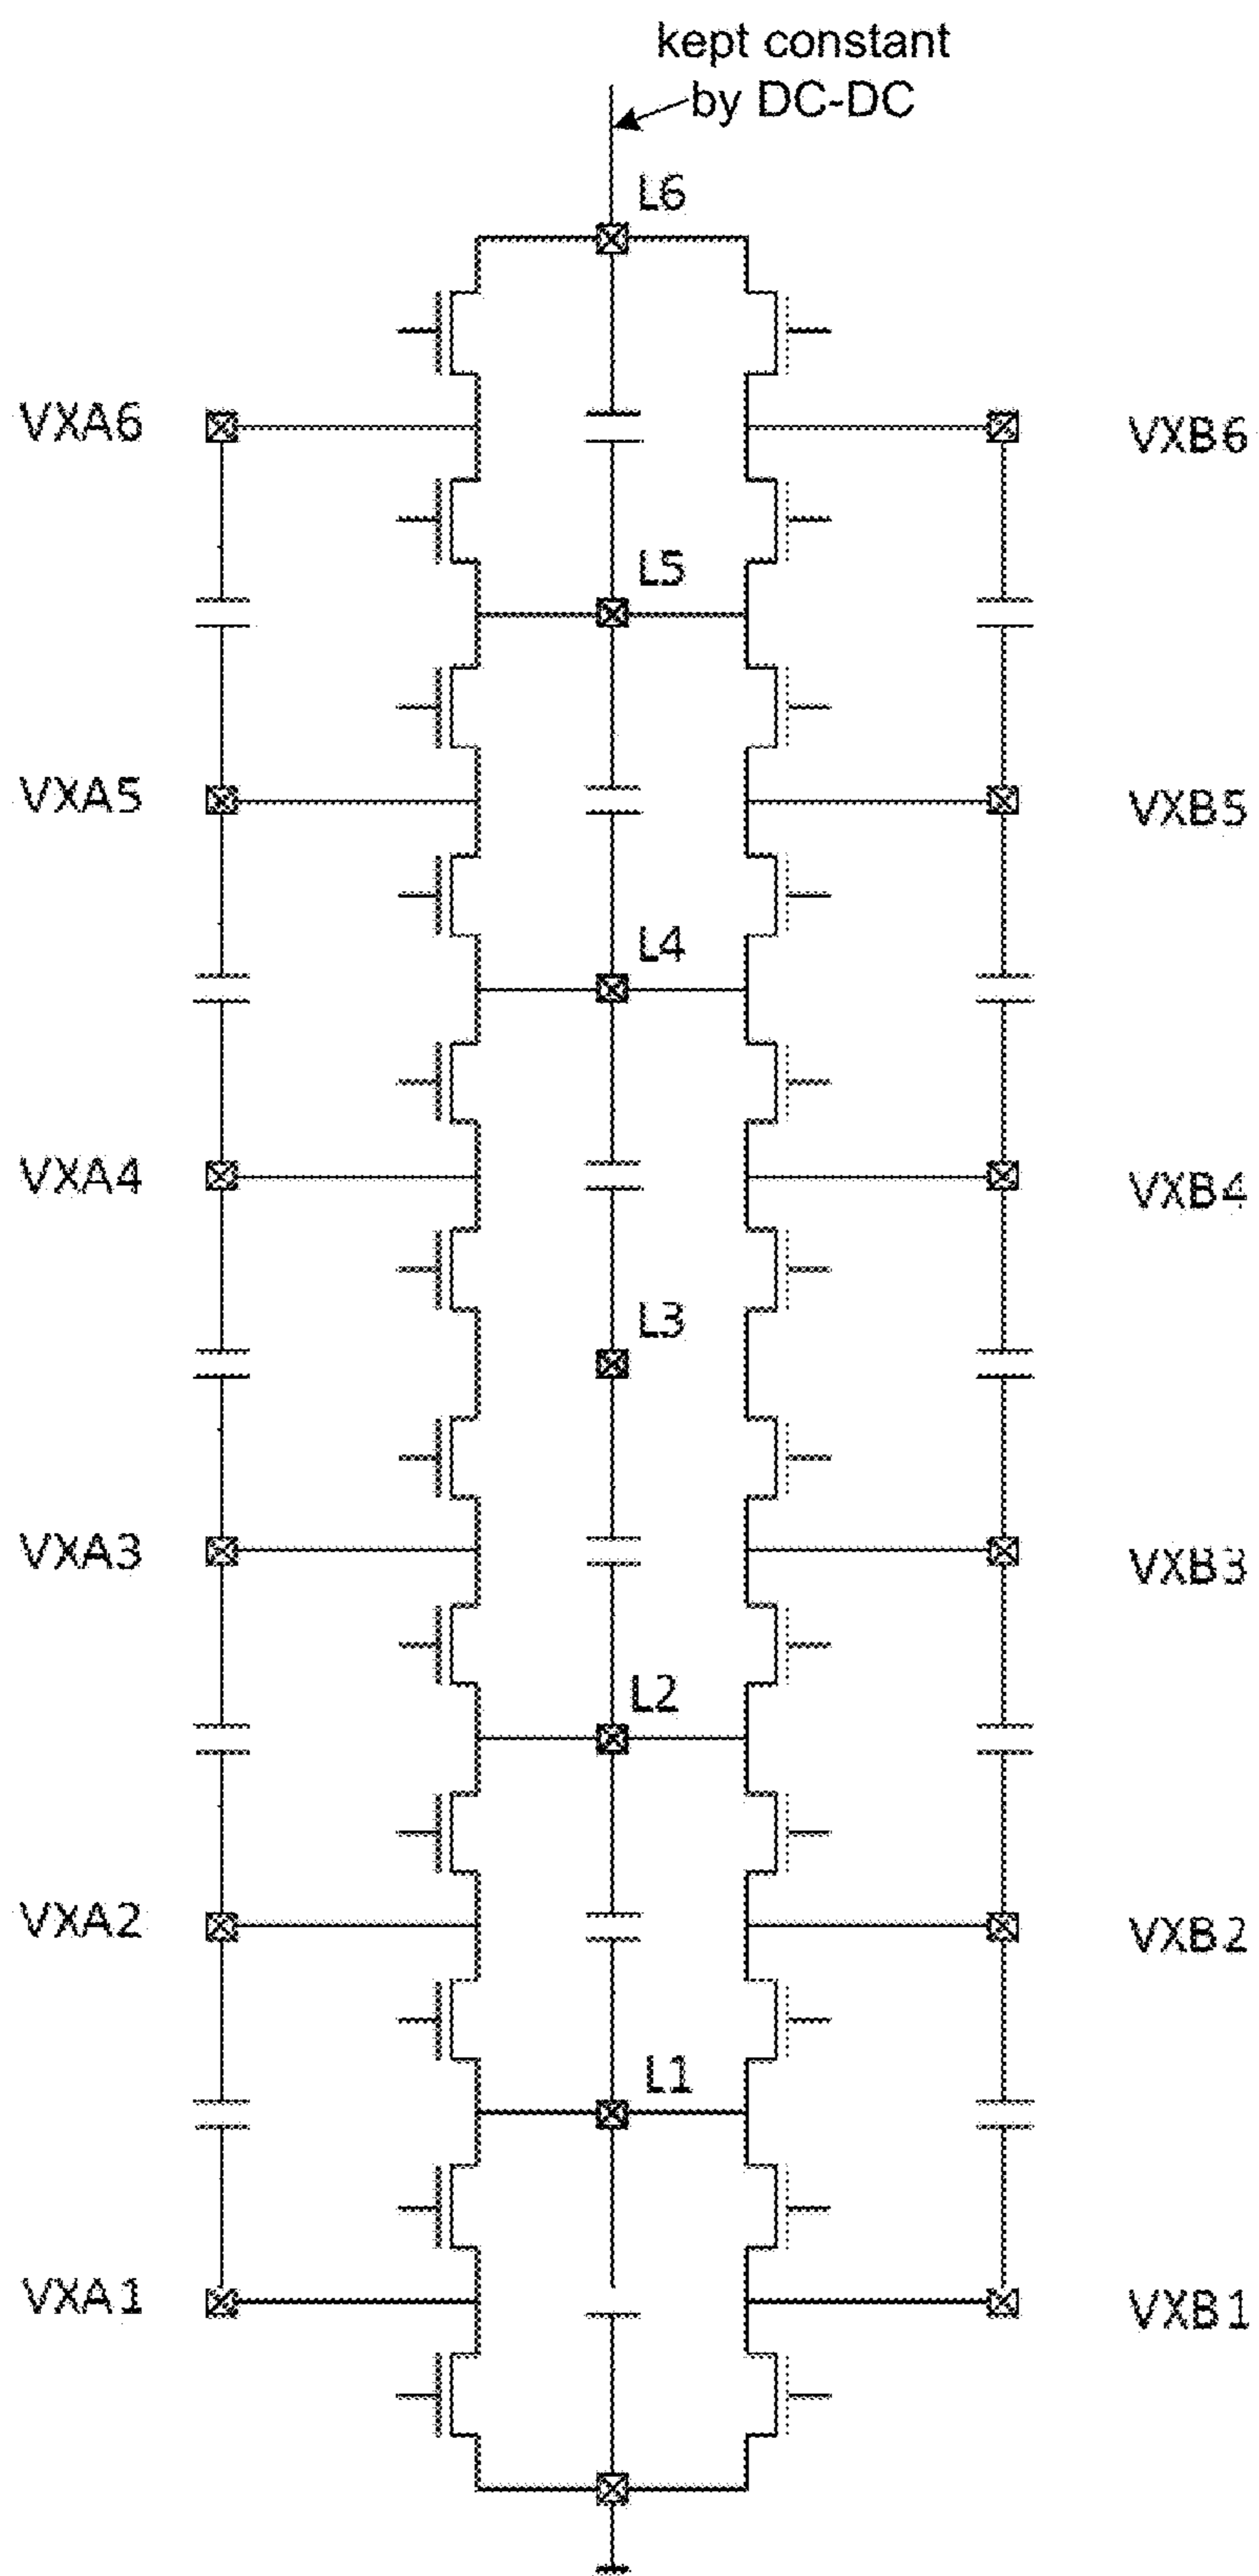 kept constant
by DC-DC
L6
VXA6
VXB6
L5
VXA5
VXB5
L4
VXA4
VXB4
L3
VXA3
VXB3
L2
VXA2
VXB2
L1
VXA1
VXB1